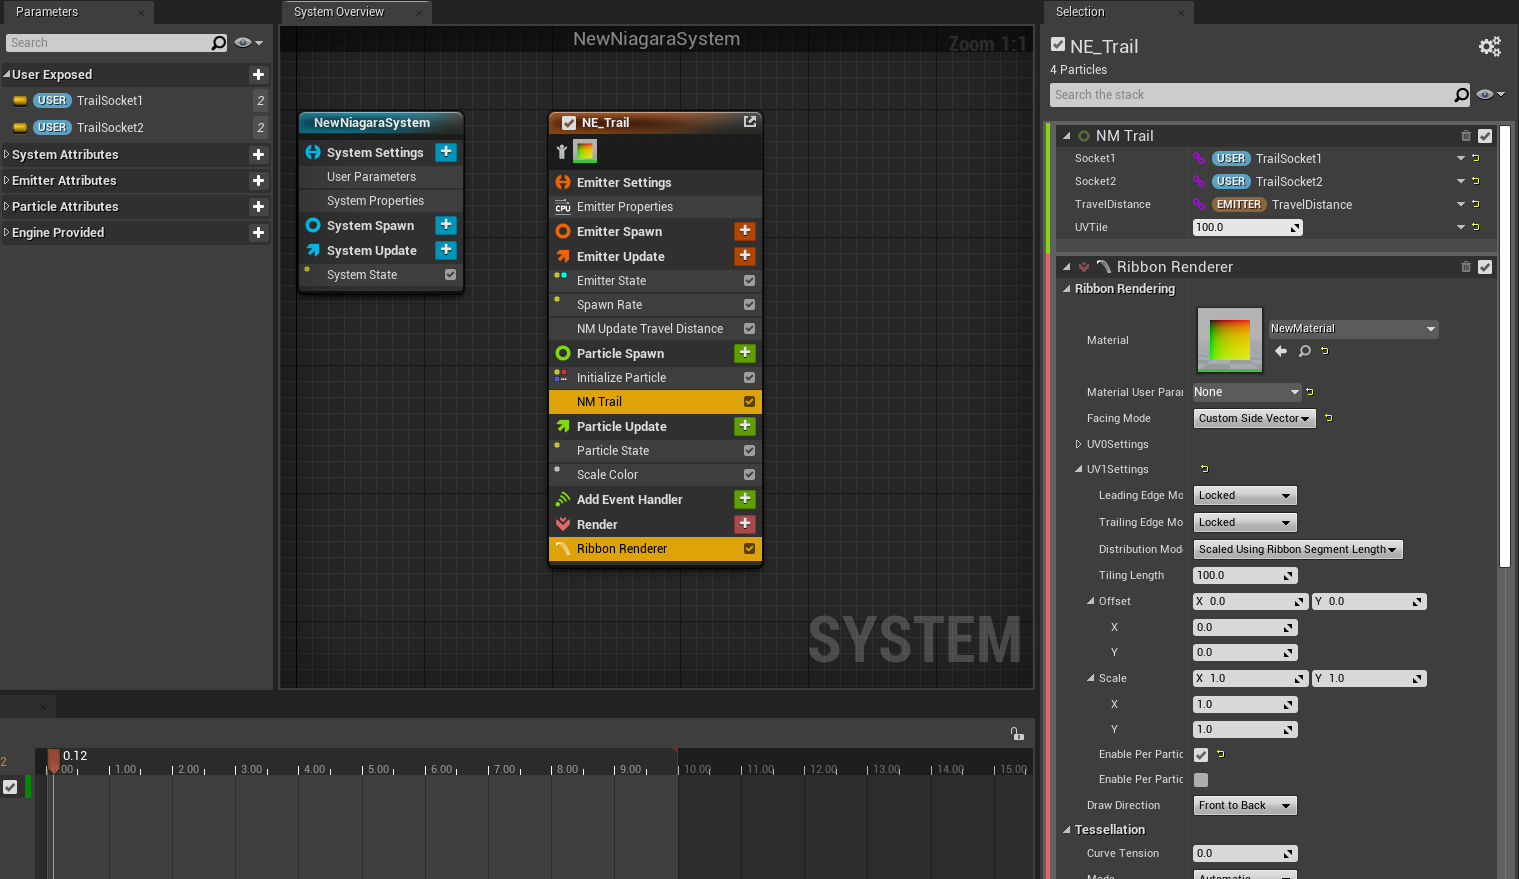 Parameters
Search
User Exposed
USER TrailSocket1 2
USER TrailSocket2 2
System Attributes
Emitter Attributes
Particle Attributes
Engine Provided
System Overview
NewNiagaraSystem
Zoom 1:1
NewNiagaraSystem
System Settings
User Parameters
System Properties
System Spawn
System Update
System State
NE_Trail
Emitter Settings
CPU Emitter Properties
Emitter Spawn
Emitter Update
Emitter State
Spawn Rate
NM Update Travel Distance
Particle Spawn
Initialize Particle
NM Trail
Particle Update
Particle State
Scale Color
Add Event Handler
Render
Ribbon Renderer
SYSTEM
2
0.12
0.00 1.00 2.00 3.00 4.00 5.00 6.00 7.00 8.00 9.00 10.00 11.00 12.00 13.00 14.00 15.00
Selection
NE_Trail
4 Particles
Search the stack
NM Trail
Socket1 USER TrailSocket1
Socket2 USER TrailSocket2
TravelDistance EMITTER TravelDistance
UVTile 100.0
Ribbon Renderer
Ribbon Rendering
Material NewMaterial
Material User Parar None
Facing Mode Custom Side Vector
UV0Settings
UV1Settings
Leading Edge Mo Locked
Trailing Edge Mo Locked
Distribution Mod Scaled Using Ribbon Segment Length
Tiling Length 100.0
Offset X 0.0 Y 0.0
X 0.0
Y 0.0
Scale X 1.0 Y 1.0
X 1.0
Y 1.0
Enable Per Partic
Enable Per Partic
Draw Direction Front to Back
Tessellation
Curve Tension 0.0
Mode Automatic